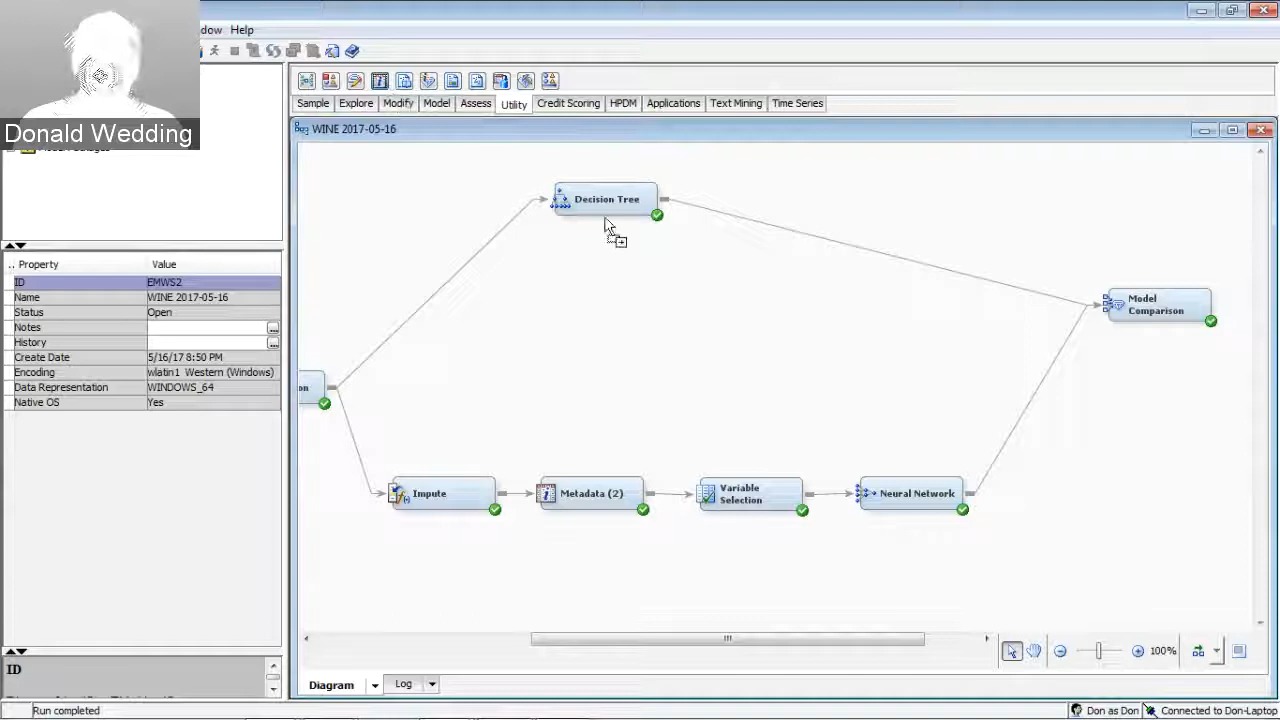 dow Help
Donald Wedding
Sample Explore Modify Model Assess Utility Credit Scoring HPDM Applications Text Mining Time Series
WINE 2017-05-16
.. Property Value
ID EMWS2
Name WINE 2017-05-16
Status Open
Notes ...
History ...
Create Date 5/16/17 8:50 PM
Encoding wlatin1 Western (Windows)
Data Representation WINDOWS_64
Native OS Yes
Decision Tree
Model
Comparison
on
Impute
Metadata (2)
Variable
Selection
Neural Network
100%
ID
Diagram Log
Run completed
Don as Don Connected to Don-Laptop